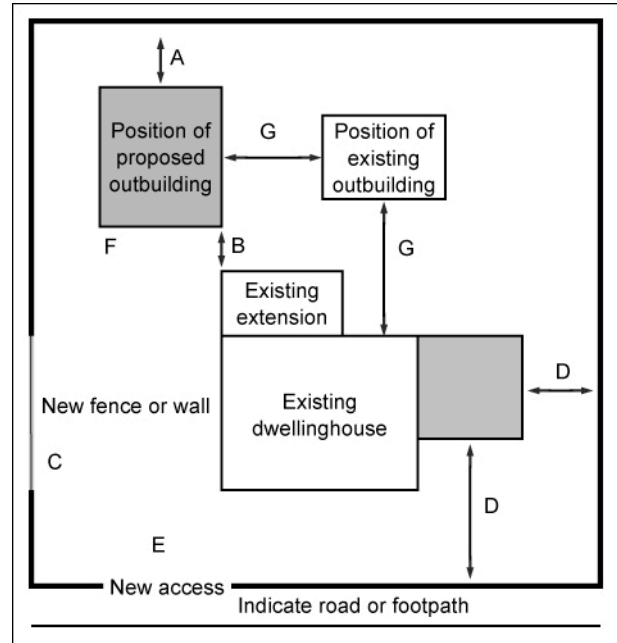 A
Position of
proposed
outbuilding
G
Position of
existing
outbuilding
F
B
G
Existing
extension
New fence or wall
Existing
dwellinghouse
D
C
D
E
New access
Indicate road or footpath